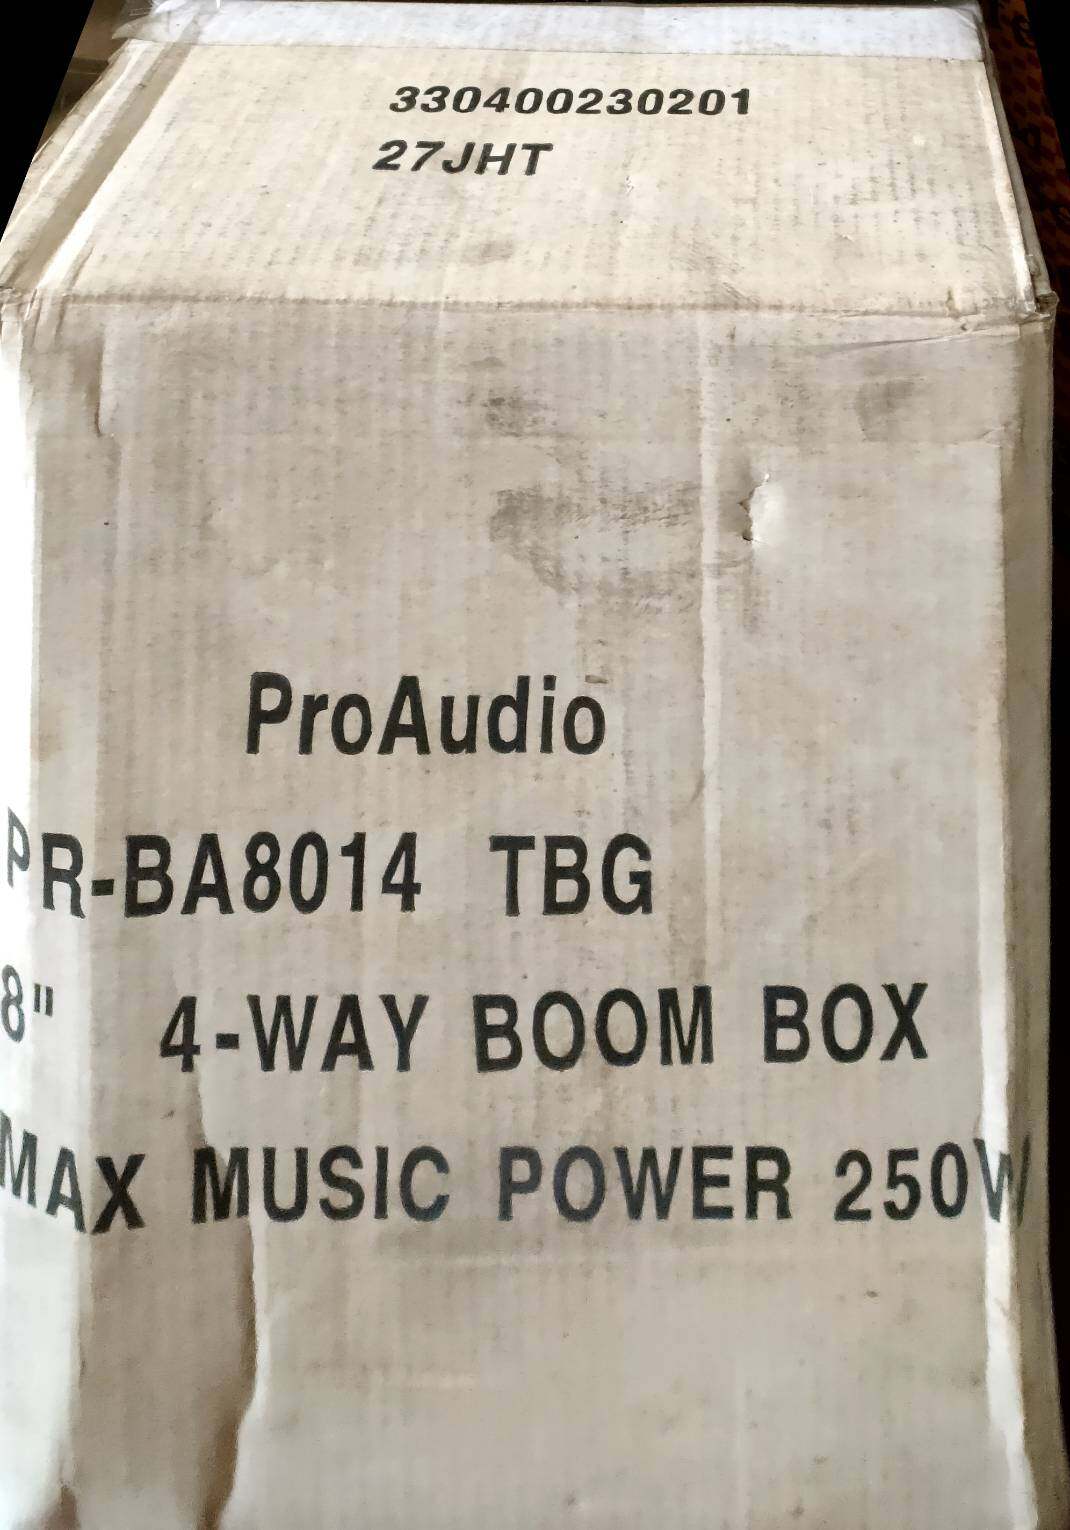 330400230201
27JHT
ProAudio
PR-BA8014 TBG
8" 4-WAY BOOM BOX
MAX MUSIC POWER 250W